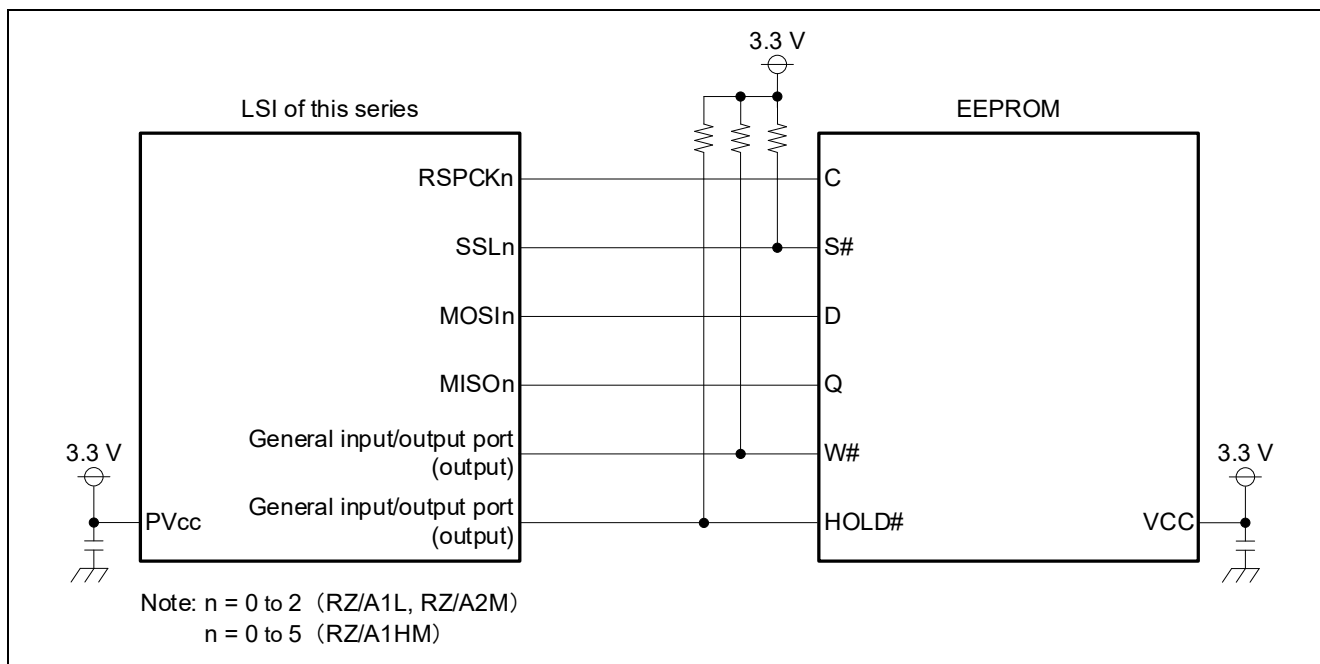 3.3 V
LSI of this series
EEPROM
RSPCKn
C
SSLn
S#
MOSIn
D
MISOn
Q
General input/output port
(output)
W#
3.3 V
3.3 V
General input/output port
(output)
PVcc
HOLD#
VCC
Note: n = 0 to 2（RZ/A1L, RZ/A2M）
n = 0 to 5（RZ/A1HM）